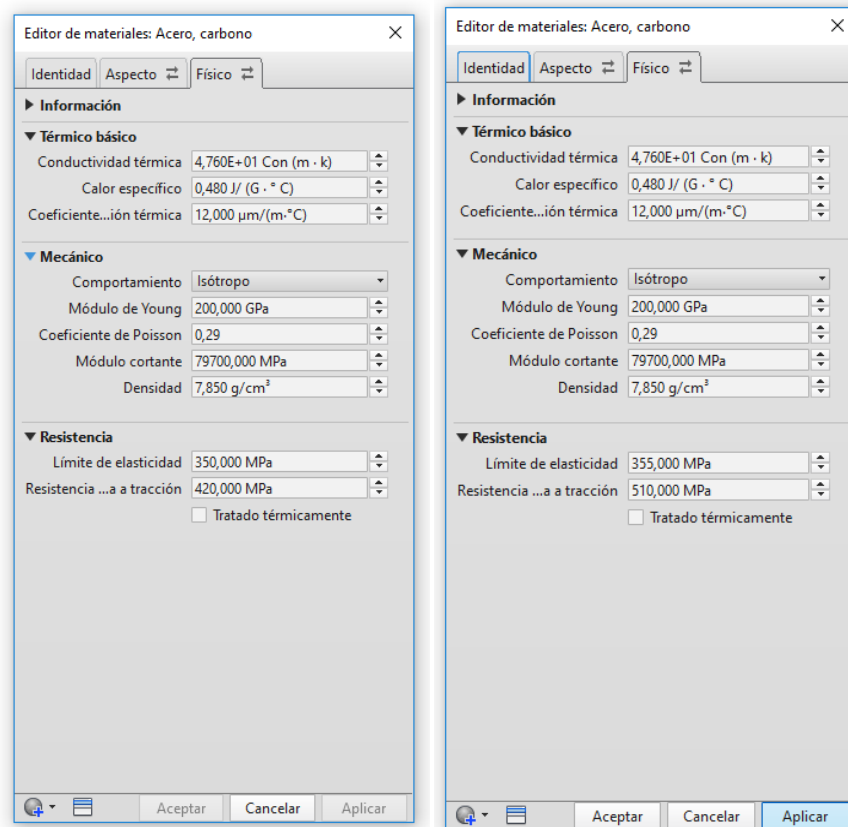 Editor de materiales: Acero, carbono
Identidad Aspecto Físico
Información
Térmico básico
Conductividad térmica 4,760E+01 Con (m · k)
Calor específico 0,480 J/ (G · ° C)
Coeficiente...ión térmica 12,000 µm/(m·°C)
Mecánico
Comportamiento Isótropo
Módulo de Young 200,000 GPa
Coeficiente de Poisson 0,29
Módulo cortante 79700,000 MPa
Densidad 7,850 g/cm³
Resistencia
Límite de elasticidad 350,000 MPa
Resistencia ...a a tracción 420,000 MPa
Tratado térmicamente
Aceptar Cancelar Aplicar
Editor de materiales: Acero, carbono
Identidad Aspecto Físico
Información
Térmico básico
Conductividad térmica 4,760E+01 Con (m · k)
Calor específico 0,480 J/ (G · ° C)
Coeficiente...ión térmica 12,000 µm/(m·°C)
Mecánico
Comportamiento Isótropo
Módulo de Young 200,000 GPa
Coeficiente de Poisson 0,29
Módulo cortante 79700,000 MPa
Densidad 7,850 g/cm³
Resistencia
Límite de elasticidad 355,000 MPa
Resistencia ...a a tracción 510,000 MPa
Tratado térmicamente
Aceptar Cancelar Aplicar